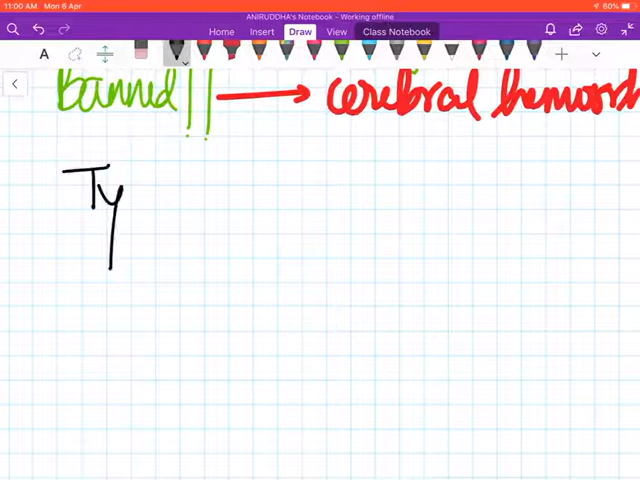 11:00 AM Mon 6 Apr 60%
ANIRUDDHA's Notebook - Working offline
Home Insert Draw View Class Notebook
A
Banned!! → cerebral hemorrh
Ty